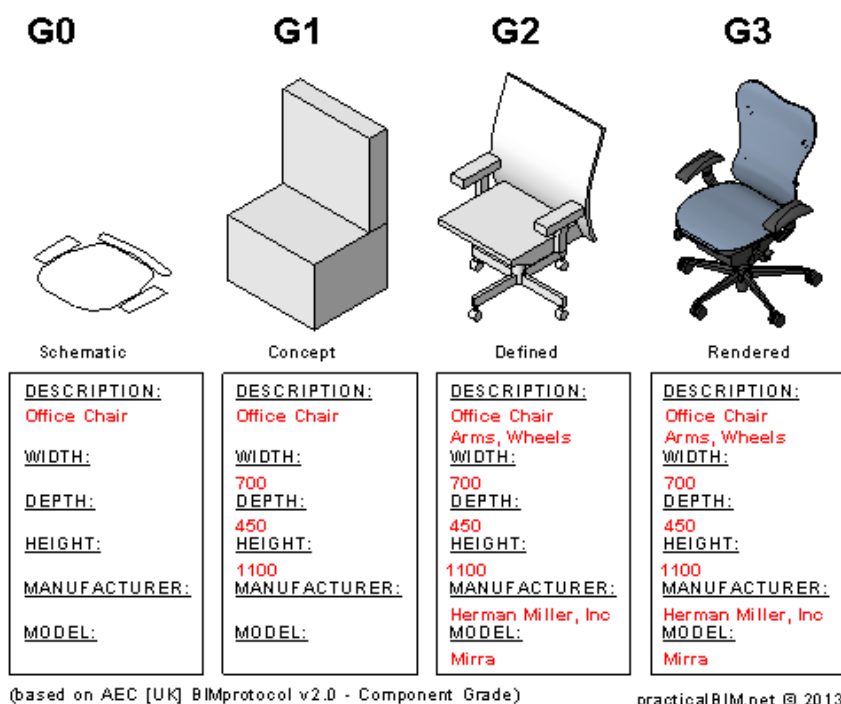 G0
G1
G2
G3
Schematic
Concept
Defined
Rendered
DESCRIPTION:
Office Chair
WIDTH:
DEPTH:
HEIGHT:
MANUFACTURER:
MODEL:
DESCRIPTION:
Office Chair
WIDTH:
700
DEPTH:
450
HEIGHT:
1100
MANUFACTURER:
MODEL:
DESCRIPTION:
Office Chair
Arms, Wheels
WIDTH:
700
DEPTH:
450
HEIGHT:
1100
MANUFACTURER:
Herman Miller, Inc
MODEL:
Mirra
DESCRIPTION:
Office Chair
Arms, Wheels
WIDTH:
700
DEPTH:
450
HEIGHT:
1100
MANUFACTURER:
Herman Miller, Inc
MODEL:
Mirra
(based on AEC [UK] BIMprotocol v2.0 - Component Grade)
practicalBIM.net © 2013